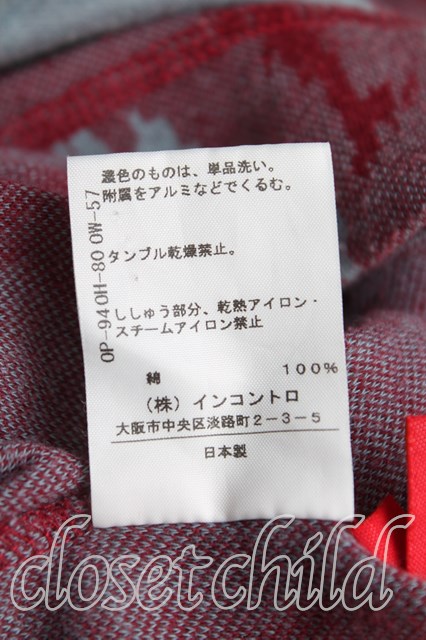 濃色のものは、単品洗い。
附属をアルミなどでくるむ。
タンブル乾燥禁止。
ししゅう部分、乾熱アイロン・
スチームアイロン禁止
綿 100%
(株)インコントロ
大阪市中央区淡路町2-3-5
日本製
OP-940H-80 OW-57
closet child